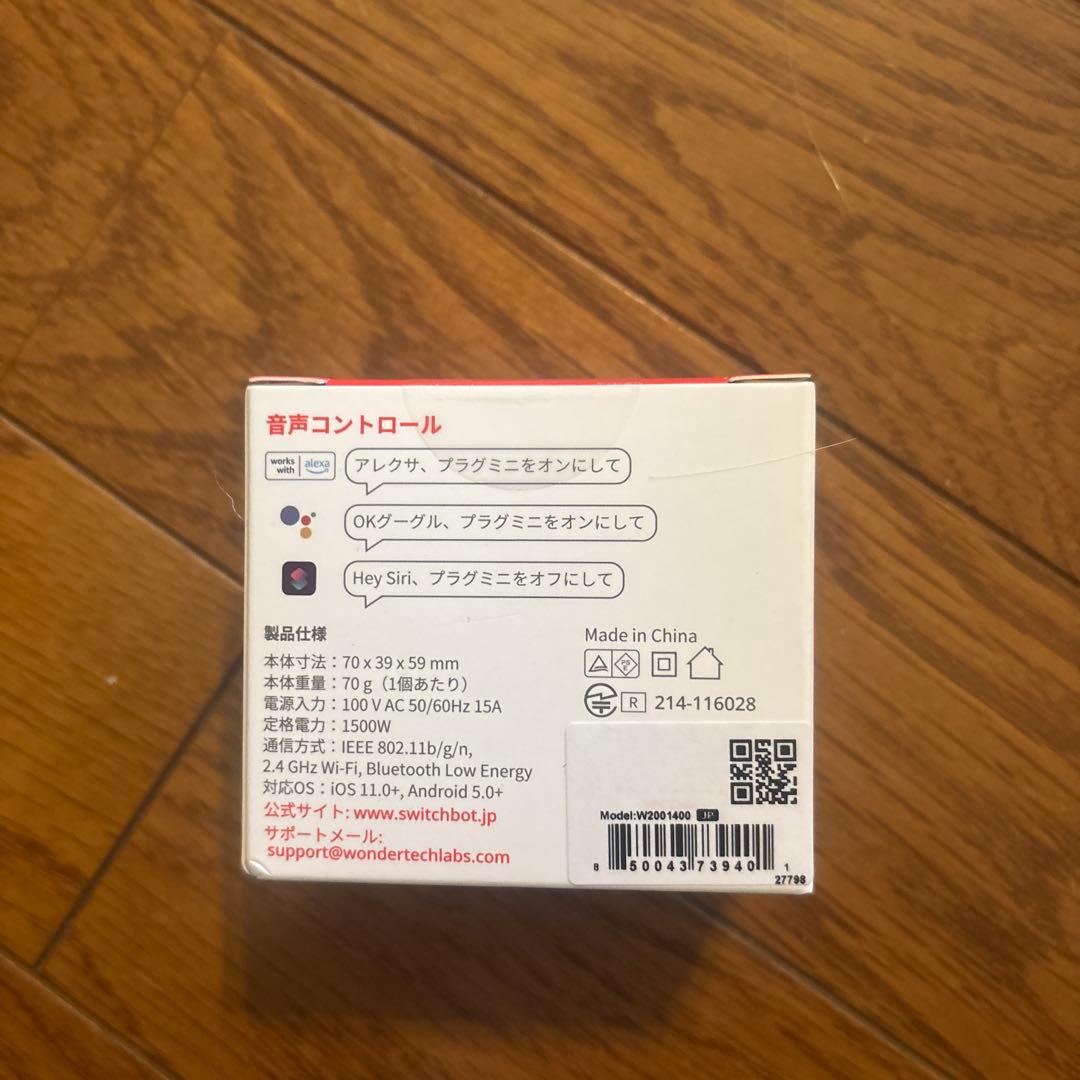 音声コントロール
works with alexa
アレクサ、プラグミニをオンにして
OKグーグル、プラグミニをオンにして
Hey Siri、プラグミニをオフにして
製品仕様
本体寸法：70 x 39 x 59 mm
本体重量：70 g（1個あたり）
電源入力：100 V AC 50/60Hz 15A
定格電力：1500W
通信方式：IEEE 802.11b/g/n,
2.4 GHz Wi-Fi, Bluetooth Low Energy
対応OS：iOS 11.0+, Android 5.0+
公式サイト: www.switchbot.jp
サポートメール:
support@wondertechlabs.com
Made in China
PSE
R 214-116028
Model:W2001400 JP
8 50043 73940 1
27798